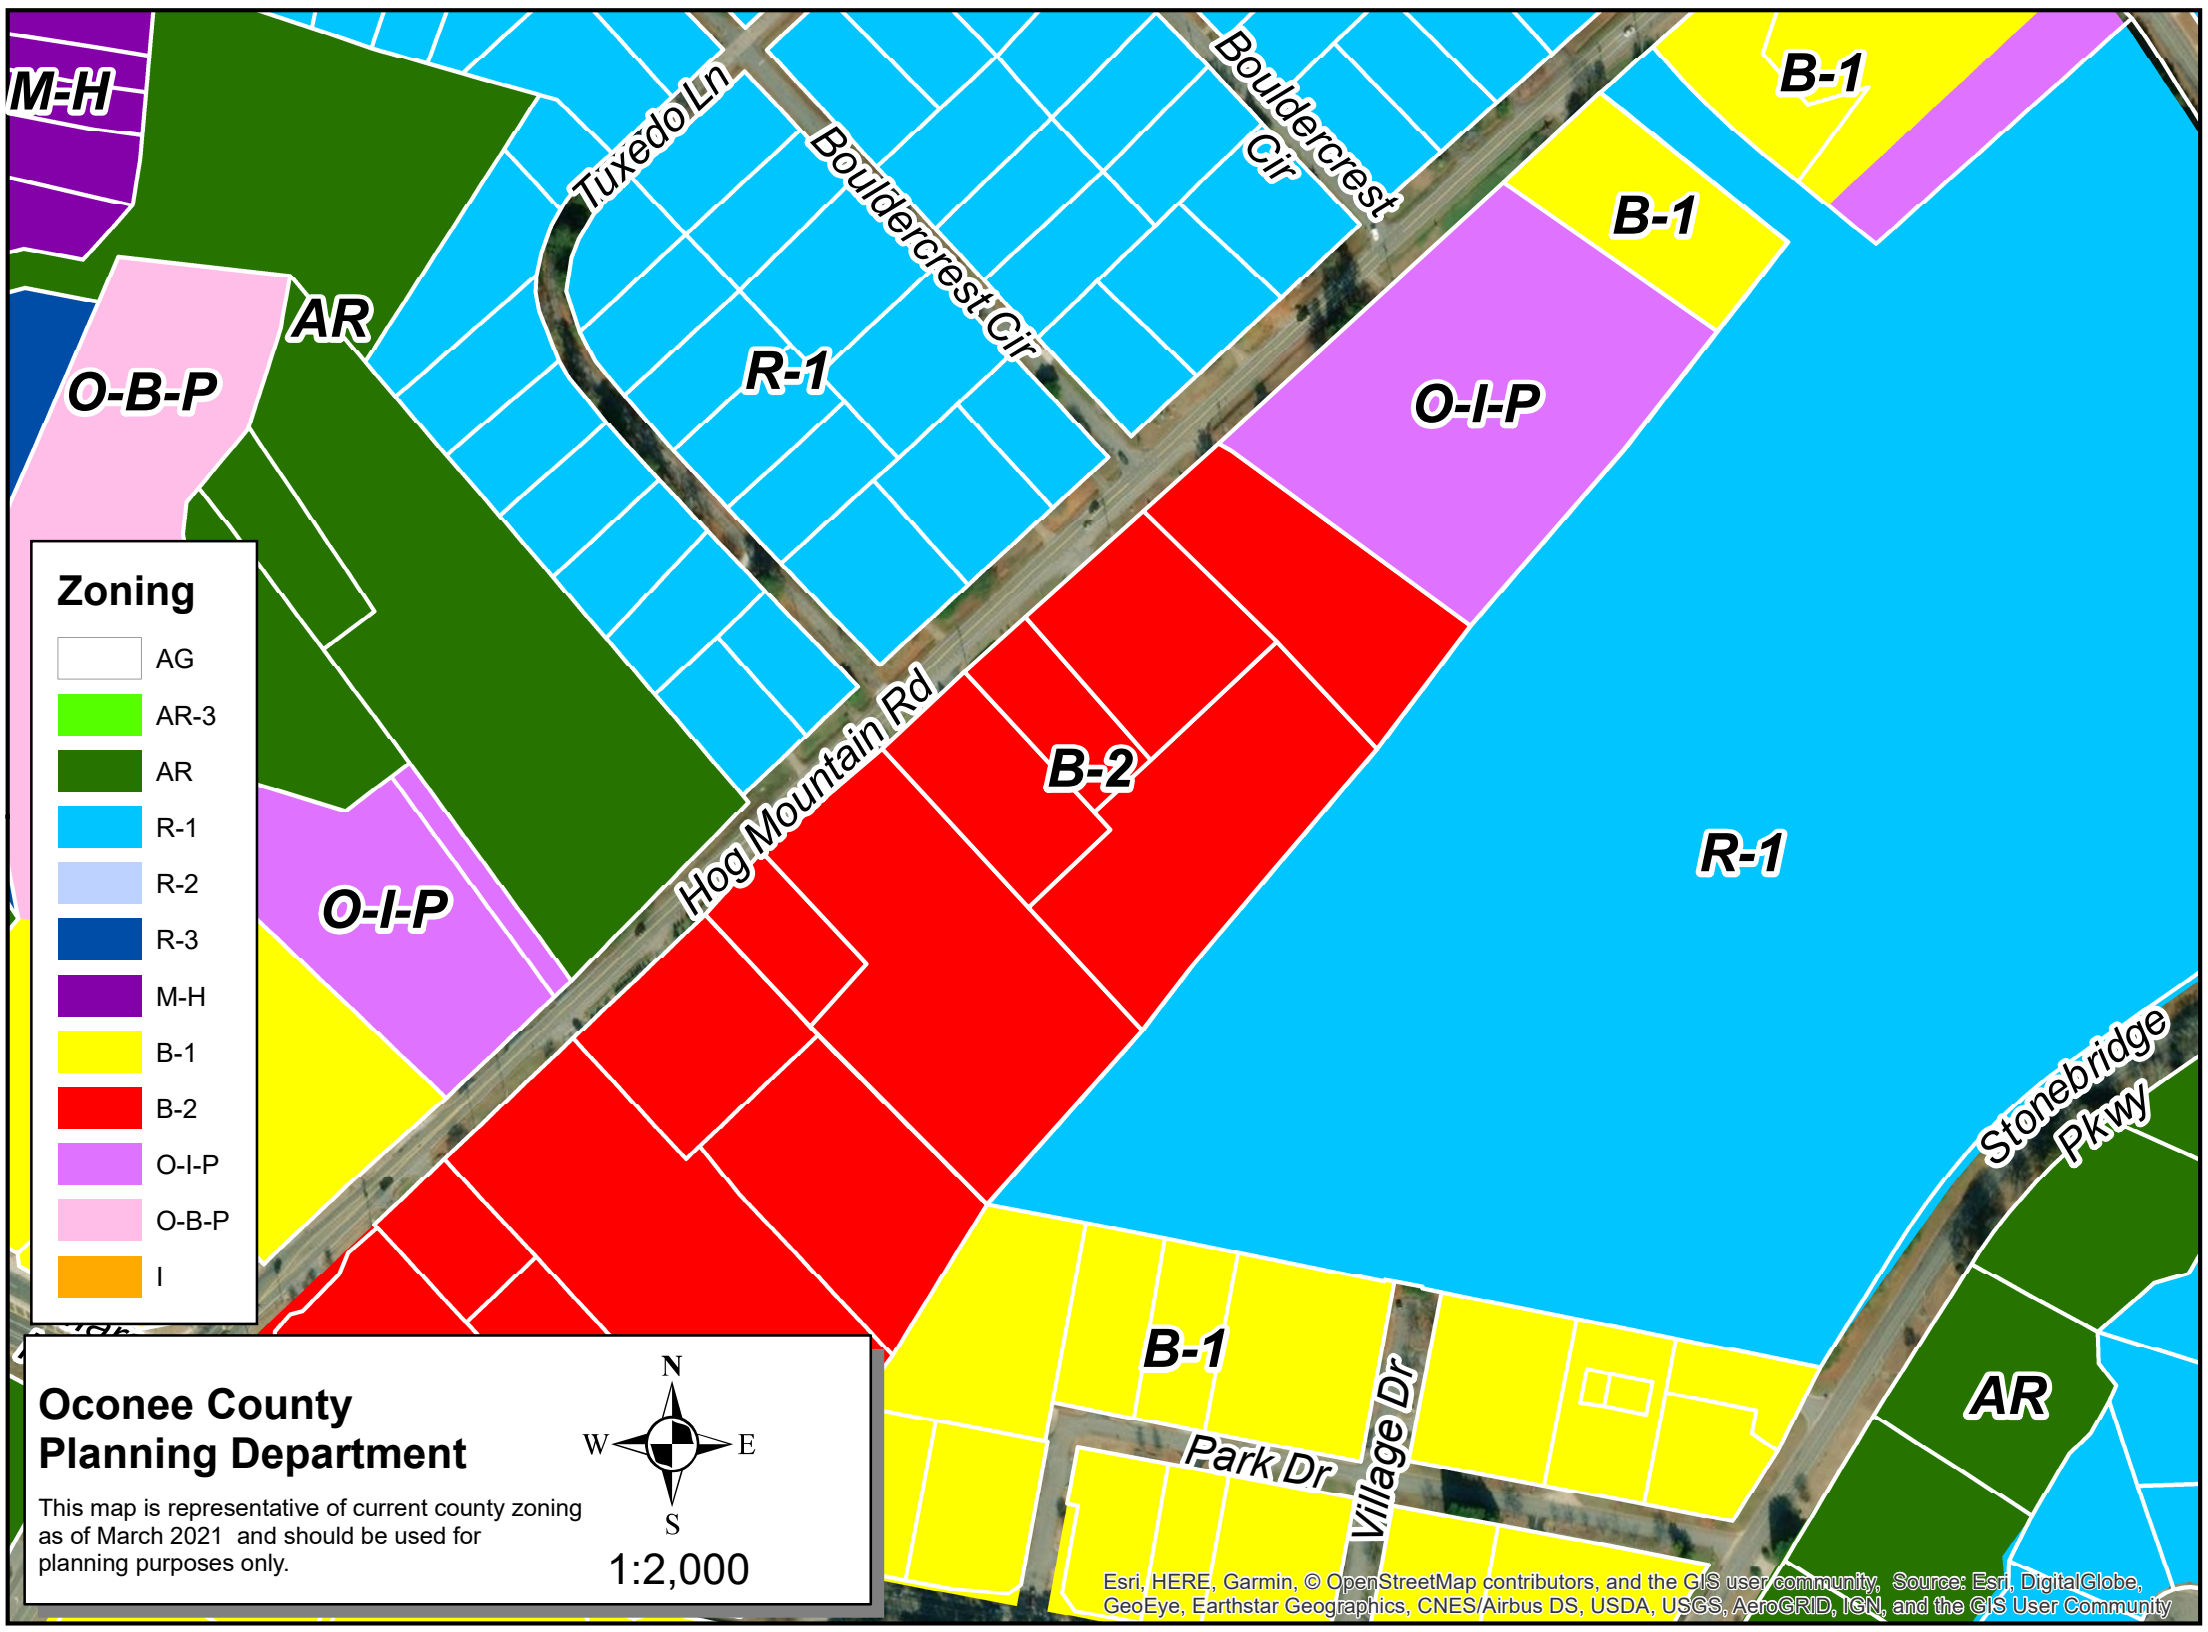 M-H
Tuxedo Ln
Bouldercrest Cir
Bouldercrest
Cir
B-1
B-1
AR
O-B-P
R-1
O-I-P
B-2
R-1
Hog Mountain Rd
O-I-P
Zoning
AG
AR-3
AR
R-1
R-2
R-3
M-H
B-1
B-2
O-I-P
O-B-P
I
Stonebridge
Pkwy
B-1
AR
Park Dr
Village Dr
Oconee County
Planning Department
This map is representative of current county zoning
as of March 2021 and should be used for
planning purposes only.
N
W
E
S
1:2,000
Esri, HERE, Garmin, © OpenStreetMap contributors, and the GIS user community, Source: Esri, DigitalGlobe,
GeoEye, Earthstar Geographics, CNES/Airbus DS, USDA, USGS, AeroGRID, IGN, and the GIS User Community